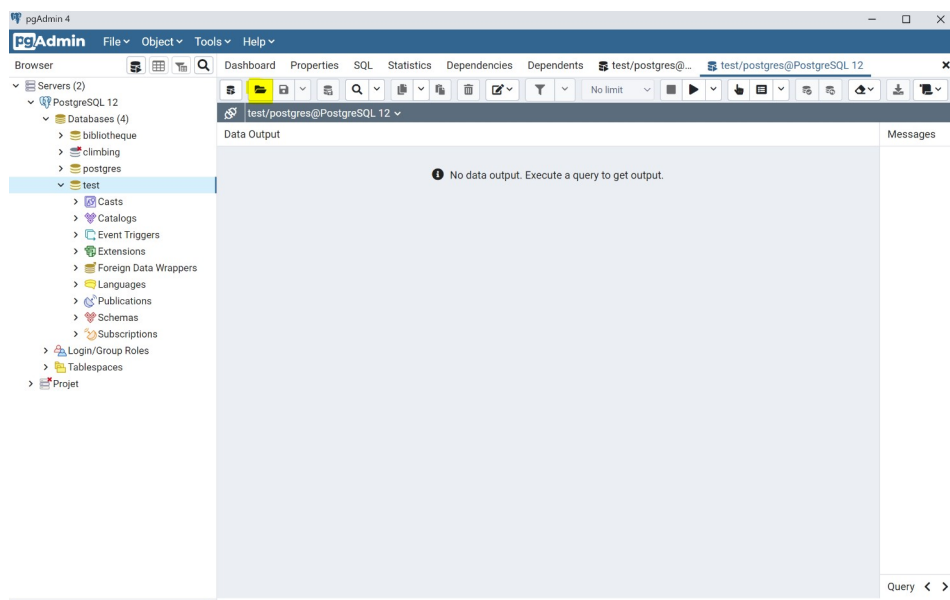 pgAdmin 4
pgAdmin File Object Tools Help
Browser
Dashboard Properties SQL Statistics Dependencies Dependents test/postgres@... test/postgres@PostgreSQL 12
No limit
test/postgres@PostgreSQL 12
Data Output
Messages
No data output. Execute a query to get output.
Servers (2)
PostgreSQL 12
Databases (4)
bibliotheque
climbing
postgres
test
Casts
Catalogs
Event Triggers
Extensions
Foreign Data Wrappers
Languages
Publications
Schemas
Subscriptions
Login/Group Roles
Tablespaces
Projet
Query